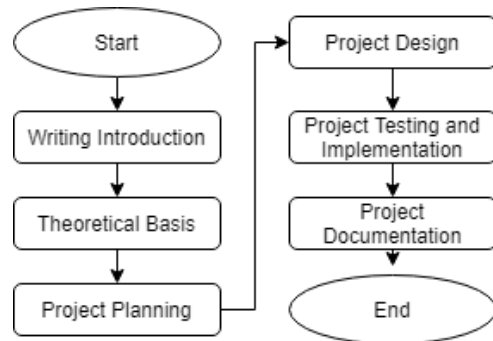 Start
Writing Introduction
Theoretical Basis
Project Planning
Project Design
Project Testing and
Implementation
Project
Documentation
End